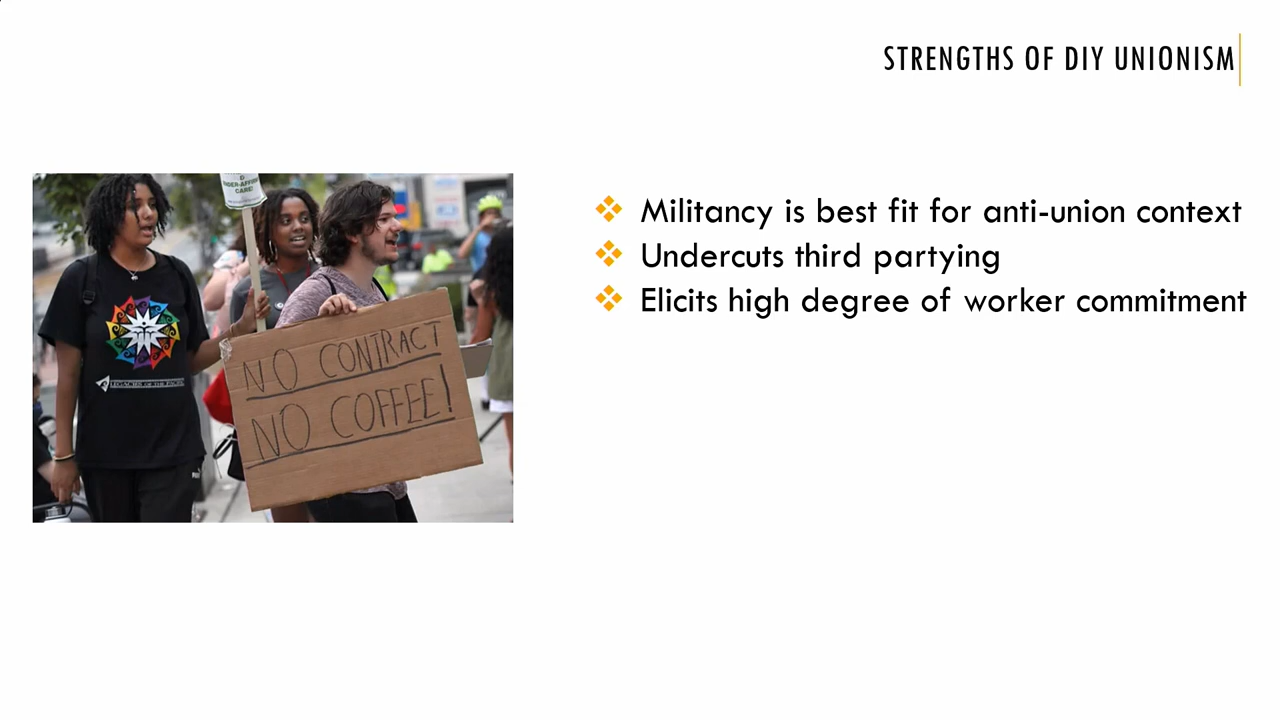 STRENGTHS OF DIY UNIONISM
Militancy is best fit for anti-union context
Undercuts third partying
Elicits high degree of worker commitment
NO CONTRACT
NO COFFEE!
CARE!